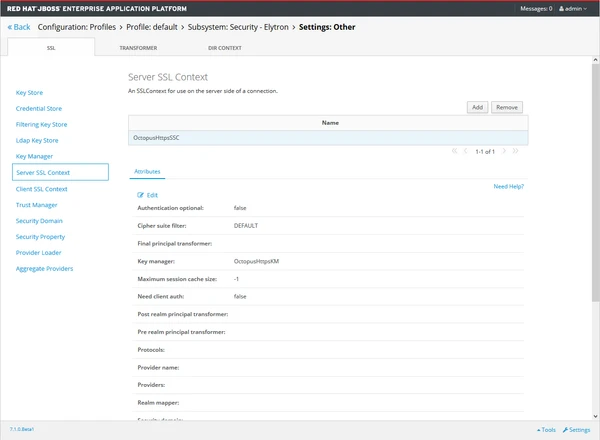 RED HAT JBOSS ENTERPRISE APPLICATION PLATFORM
Messages: 0
admin
« Back
Configuration: Profiles > Profile: default > Subsystem: Security - Elytron > Settings: Other
SSL
TRANSFORMER
DIR CONTEXT
Key Store
Credential Store
Filtering Key Store
Ldap Key Store
Key Manager
Server SSL Context
Client SSL Context
Trust Manager
Security Domain
Security Property
Provider Loader
Aggregate Providers
Server SSL Context
An SSLContext for use on the server side of a connection.
Add
Remove
Name
OctopusHttpsSSC
1-1 of 1
Attributes
Need Help?
Edit
Authentication optional: false
Cipher suite filter: DEFAULT
Final principal transformer:
Key manager: OctopusHttpsKM
Maximum session cache size: -1
Need client auth: false
Post realm principal transformer:
Pre realm principal transformer:
Protocols:
Provider name:
Providers:
Realm mapper:
Security domain:
7.1.0.Beta1
Tools
Settings